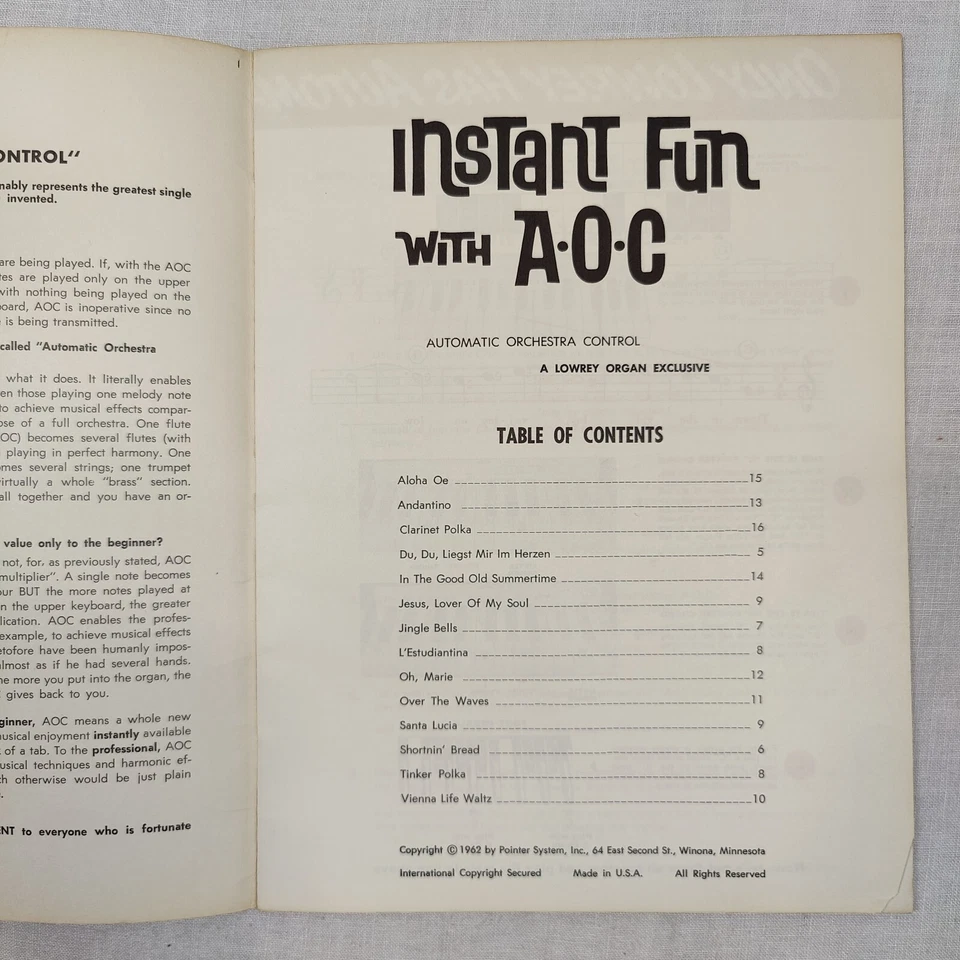 ONTROL"
nably represents the greatest single
invented.
are being played. If, with the AOC
tes are played only on the upper
with nothing being played on the
board, AOC is inoperative since no
is being transmitted.
called "Automatic Orchestra
what it does. It literally enables
en those playing one melody note
to achieve musical effects compar-
ose of a full orchestra. One flute
OC) becomes several flutes (with
playing in perfect harmony. One
omes several strings; one trumpet
virtually a whole "brass" section.
all together and you have an or-
value only to the beginner?
not, for, as previously stated, AOC
multiplier". A single note becomes
our BUT the more notes played at
n the upper keyboard, the greater
lication. AOC enables the profes-
example, to achieve musical effects
etofore have been humanly impos-
almost as if he had several hands.
he more you put into the organ, the
gives back to you.
ginner, AOC means a whole new
musical enjoyment instantly available
of a tab. To the professional, AOC
usical techniques and harmonic ef-
ch otherwise would be just plain
ENT to everyone who is fortunate
Instant Fun
with A·O·C
AUTOMATIC ORCHESTRA CONTROL
A LOWREY ORGAN EXCLUSIVE
TABLE OF CONTENTS
Aloha Oe 15
Andantino 13
Clarinet Polka 16
Du, Du, Liegst Mir Im Herzen 5
In The Good Old Summertime 14
Jesus, Lover Of My Soul 9
Jingle Bells 7
L'Estudiantina 8
Oh, Marie 12
Over The Waves 11
Santa Lucia 9
Shortnin' Bread 6
Tinker Polka 8
Vienna Life Waltz 10
Copyright © 1962 by Pointer System, Inc., 64 East Second St., Winona, Minnesota
International Copyright Secured Made in U.S.A. All Rights Reserved